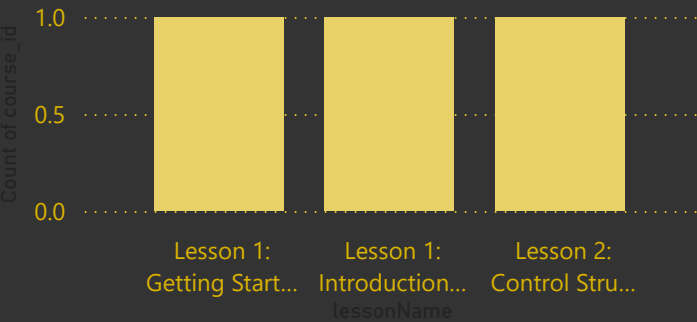 Count of course_id
1.0
0.5
0.0
Lesson 1:
Getting Start...
Lesson 1:
Introduction...
Lesson 2:
Control Stru...
lessonName